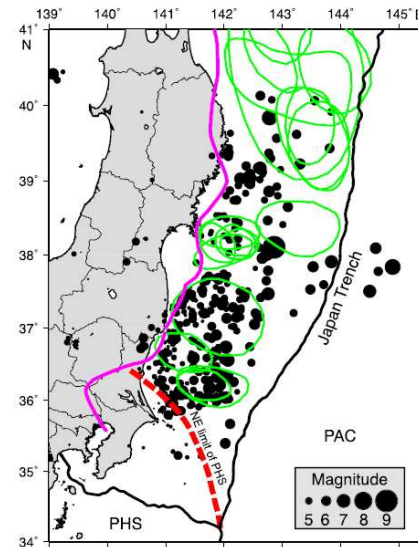 139° 140° 141° 142° 143° 144° 145° E
41°
N
40°
39°
38°
37°
36°
35°
34°
Japan Trench
NE limit of PHS
PAC
PHS
Magnitude
5 6 7 8 9